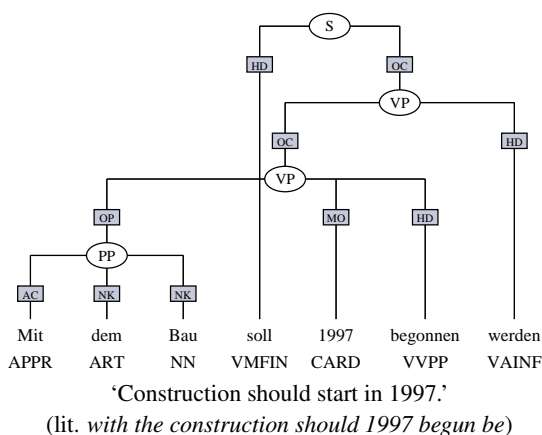 S
HD OC
VP
OC HD
VP
OP MO HD
PP
AC NK NK
Mit dem Bau soll 1997 begonnen werden
APPR ART NN VMFIN CARD VVPP VAINF
‘Construction should start in 1997.’
(lit. with the construction should 1997 begun be)